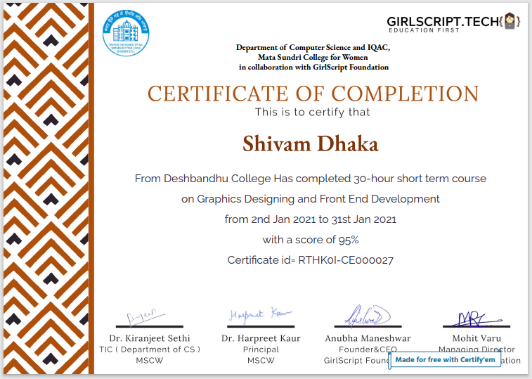 GIRLSCRIPT.TECH
EDUCATION FIRST
Department of Computer Science and IQAC,
Mata Sundri College for Women
in collaboration with GirlScript Foundation
CERTIFICATE OF COMPLETION
This is to certify that
Shivam Dhaka
From Deshbandhu College Has completed 30-hour short term course
on Graphics Designing and Front End Development
from 2nd Jan 2021 to 31st Jan 2021
with a score of 95%
Certificate id= RTHK0I-CE000027
Harpreet Kaur
Dr. Kiranjeet Sethi
TIC ( Department of CS )
MSCW
Dr. Harpreet Kaur
Principal
MSCW
Anubha Maneshwar
Founder&CEO
GirlScript
Mohit Varu
Managing Director
Made for free with Certify'em